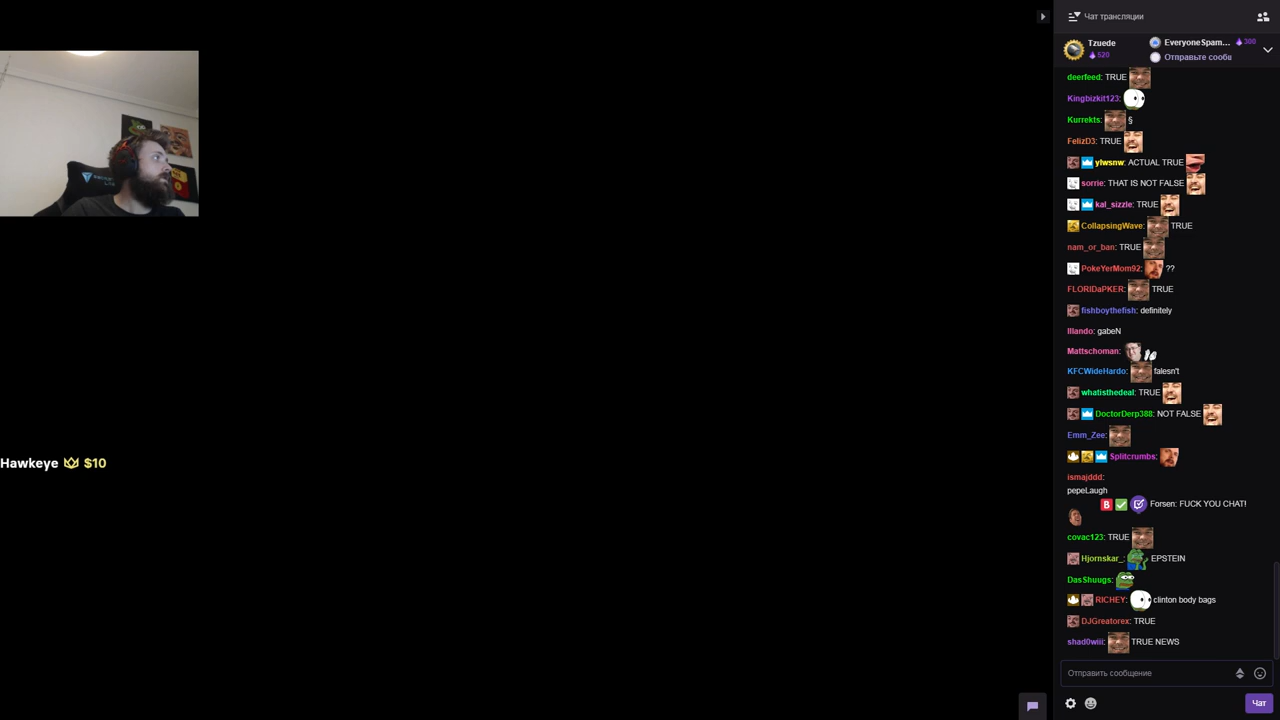 Чат трансляции
Tzuede
520
EveryoneSpam...
300
Отправьте сообщ
deerfeed: TRUE
Kingbizkit123:
Kurrekts: §
FelizD3: TRUE
ylwsnw: ACTUAL TRUE
sorrie: THAT IS NOT FALSE
kal_sizzle: TRUE
CollapsingWave: TRUE
nam_or_ban: TRUE
PokeYerMom92: ??
FLORIDaPKER: TRUE
fishboythefish: definitely
Illando: gabeN
Mattschoman:
KFCWideHardo: falesn't
whatisthedeal: TRUE
DoctorDerp388: NOT FALSE
Emm_Zee:
Splitcrumbs:
ismajddd:
pepeLaugh
B Forsen: FUCK YOU CHAT!
covac123: TRUE
Hjornskar_: EPSTEIN
DasShuugs:
RICHEY: clinton body bags
DJGreatorex: TRUE
shad0wiii: TRUE NEWS
Hawkeye $10
Отправить сообщение
Чат